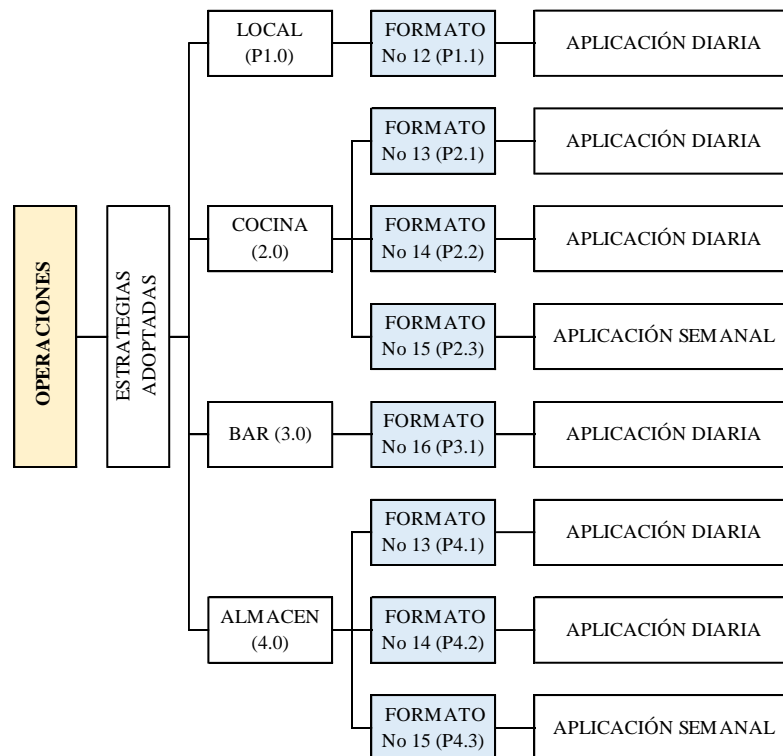 OPERACIONES
ESTRATEGIAS
ADOPTADAS
LOCAL
(P1.0)
FORMATO
No 12 (P1.1)
APLICACIÓN DIARIA
COCINA
(2.0)
FORMATO
No 13 (P2.1)
APLICACIÓN DIARIA
FORMATO
No 14 (P2.2)
APLICACIÓN DIARIA
FORMATO
No 15 (P2.3)
APLICACIÓN SEMANAL
BAR (3.0)
FORMATO
No 16 (P3.1)
APLICACIÓN DIARIA
ALMACEN
(4.0)
FORMATO
No 13 (P4.1)
APLICACIÓN DIARIA
FORMATO
No 14 (P4.2)
APLICACIÓN DIARIA
FORMATO
No 15 (P4.3)
APLICACIÓN SEMANAL